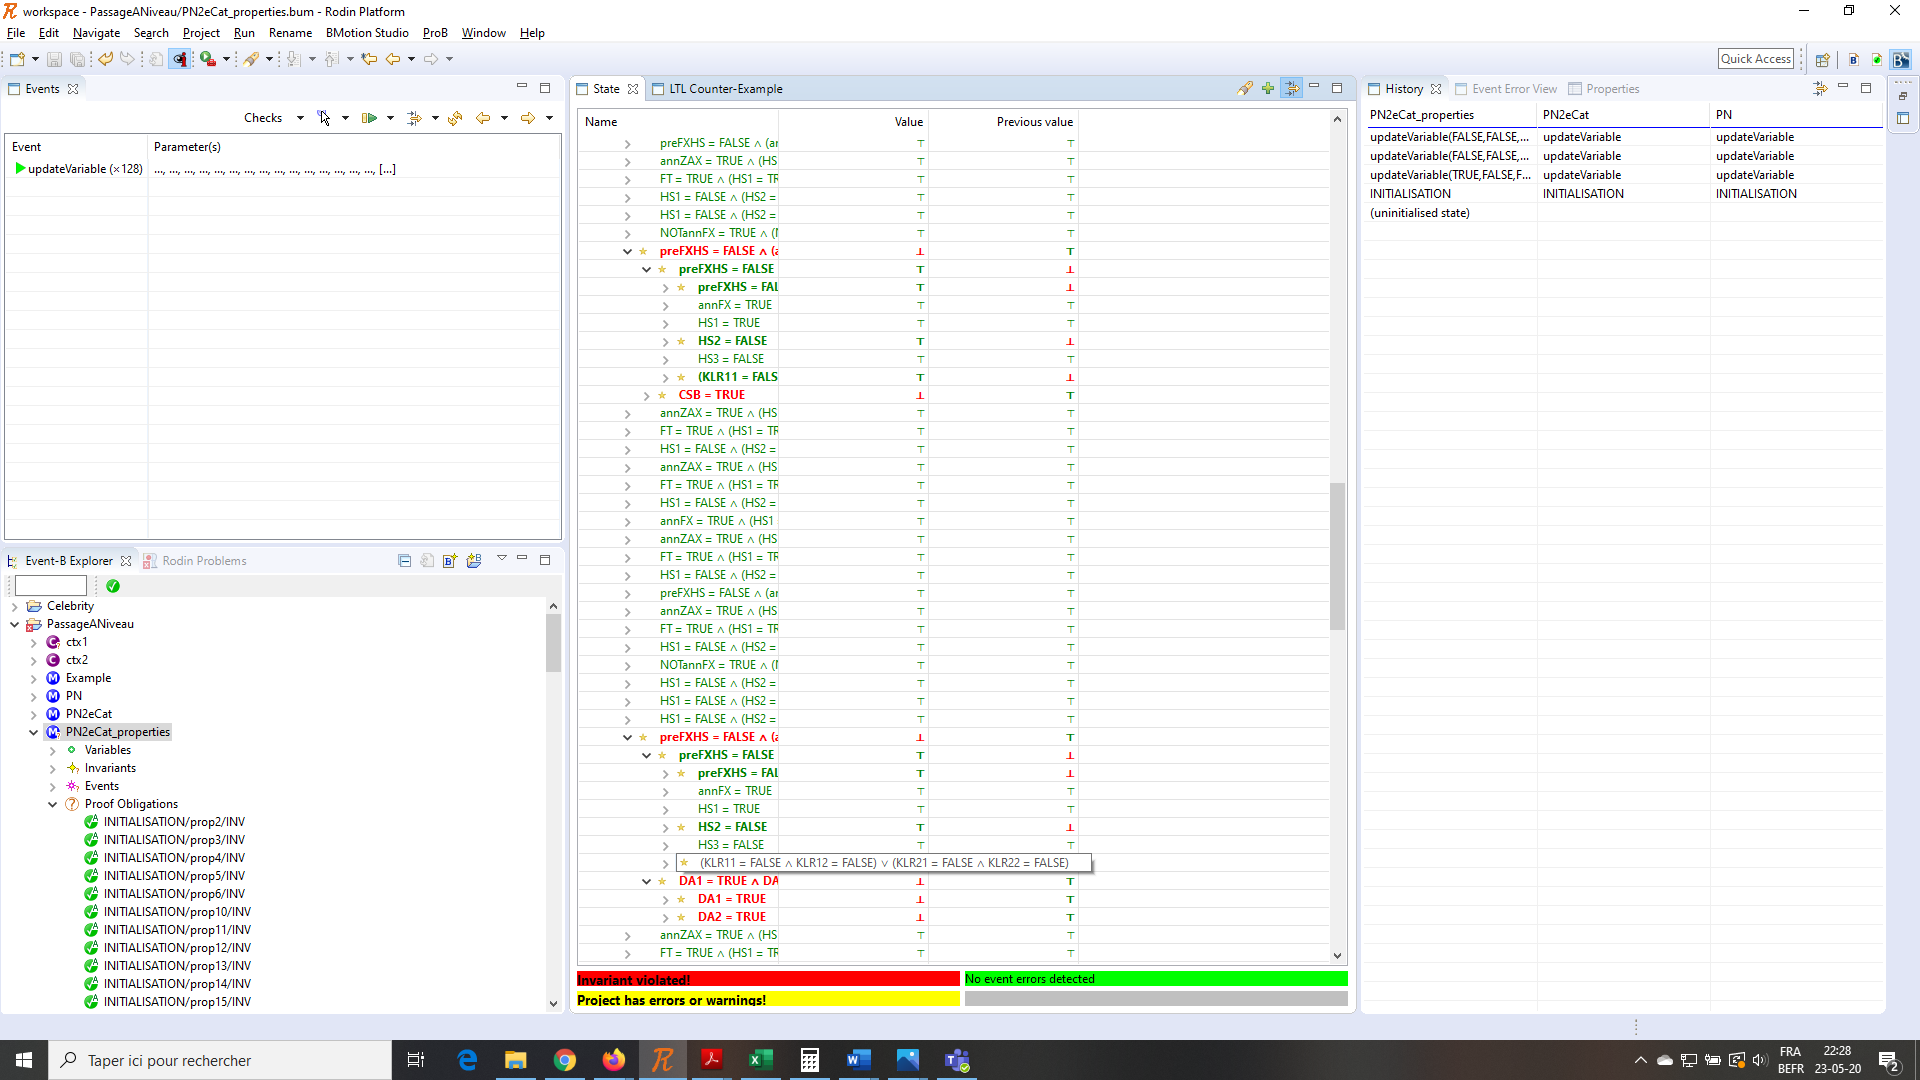 workspace - PassageANiveau/PN2eCat_properties.bum - Rodin Platform
File Edit Navigate Search Project Run Rename BMotion Studio ProB Window Help
Quick Access
Events
Checks
Event Parameter(s)
updateVariable (×128) ..., ..., ..., ..., ..., ..., ..., ..., ..., ..., ..., ..., ..., ..., ..., [...]
Event-B Explorer Rodin Problems
Celebrity
PassageANiveau
ctx1
ctx2
Example
PN
PN2eCat
PN2eCat_properties
Variables
Invariants
Events
Proof Obligations
INITIALISATION/prop2/INV
INITIALISATION/prop3/INV
INITIALISATION/prop4/INV
INITIALISATION/prop5/INV
INITIALISATION/prop6/INV
INITIALISATION/prop10/INV
INITIALISATION/prop11/INV
INITIALISATION/prop12/INV
INITIALISATION/prop13/INV
INITIALISATION/prop14/INV
INITIALISATION/prop15/INV
State LTL Counter-Example
Name Value Previous value
preFXHS = FALSE ∧ (ar ⊤ ⊤
annZAX = TRUE ∧ (HS ⊤ ⊤
FT = TRUE ∧ (HS1 = TR ⊤ ⊤
HS1 = FALSE ∧ (HS2 = ⊤ ⊤
HS1 = FALSE ∧ (HS2 = ⊤ ⊤
NOTannFX = TRUE ∧ (I ⊤ ⊤
preFXHS = FALSE ∧ (a ⊥ ⊤
preFXHS = FALSE ⊤ ⊥
preFXHS = FAL ⊤ ⊥
annFX = TRUE ⊤ ⊤
HS1 = TRUE ⊤ ⊤
HS2 = FALSE ⊤ ⊥
HS3 = FALSE ⊤ ⊤
(KLR11 = FALS ⊤ ⊥
CSB = TRUE ⊥ ⊤
annZAX = TRUE ∧ (HS ⊤ ⊤
FT = TRUE ∧ (HS1 = TR ⊤ ⊤
HS1 = FALSE ∧ (HS2 = ⊤ ⊤
annZAX = TRUE ∧ (HS ⊤ ⊤
FT = TRUE ∧ (HS1 = TR ⊤ ⊤
HS1 = FALSE ∧ (HS2 = ⊤ ⊤
annFX = TRUE ∧ (HS1 ⊤ ⊤
annZAX = TRUE ∧ (HS ⊤ ⊤
FT = TRUE ∧ (HS1 = TR ⊤ ⊤
HS1 = FALSE ∧ (HS2 = ⊤ ⊤
preFXHS = FALSE ∧ (ar ⊤ ⊤
annZAX = TRUE ∧ (HS ⊤ ⊤
FT = TRUE ∧ (HS1 = TR ⊤ ⊤
HS1 = FALSE ∧ (HS2 = ⊤ ⊤
NOTannFX = TRUE ∧ (I ⊤ ⊤
HS1 = FALSE ∧ (HS2 = ⊤ ⊤
HS1 = FALSE ∧ (HS2 = ⊤ ⊤
HS1 = FALSE ∧ (HS2 = ⊤ ⊤
preFXHS = FALSE ∧ (a ⊥ ⊤
preFXHS = FALSE ⊤ ⊥
preFXHS = FAL ⊤ ⊥
annFX = TRUE ⊤ ⊤
HS1 = TRUE ⊤ ⊤
HS2 = FALSE ⊤ ⊥
HS3 = FALSE ⊤ ⊤
(KLR11 = FALSE ∧ KLR12 = FALSE) ∨ (KLR21 = FALSE ∧ KLR22 = FALSE)
DA1 = TRUE ∧ DA ⊥ ⊤
DA1 = TRUE ⊥ ⊤
DA2 = TRUE ⊥ ⊤
annZAX = TRUE ∧ (HS ⊤ ⊤
FT = TRUE ∧ (HS1 = TR ⊤ ⊤
Invariant violated! No event errors detected
Project has errors or warnings!
History Event Error View Properties
PN2eCat_properties PN2eCat PN
updateVariable(FALSE,FALSE,... updateVariable updateVariable
updateVariable(FALSE,FALSE,... updateVariable updateVariable
updateVariable(TRUE,FALSE,F... updateVariable updateVariable
INITIALISATION INITIALISATION INITIALISATION
(uninitialised state)
Taper ici pour rechercher
FRA
BEFR
22:28
23-05-20
2